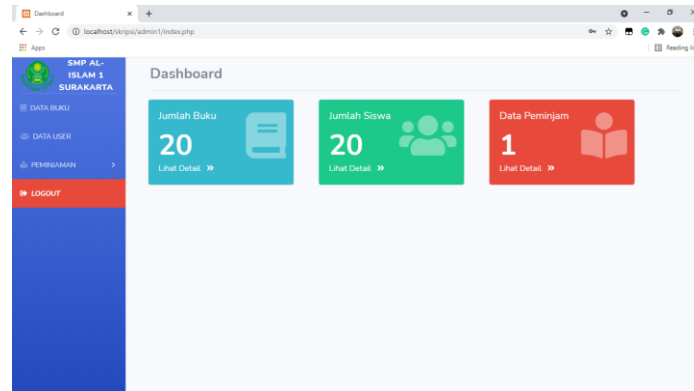 Dashboard
localhost/skripsi/admin1/index.php
Apps
Reading li
SMP AL-
ISLAM 1
SURAKARTA
DATA BUKU
DATA USER
PEMINJAMAN
LOGOUT
Dashboard
Jumlah Buku
20
Lihat Detail
Jumlah Siswa
20
Lihat Detail
Data Peminjam
1
Lihat Detail